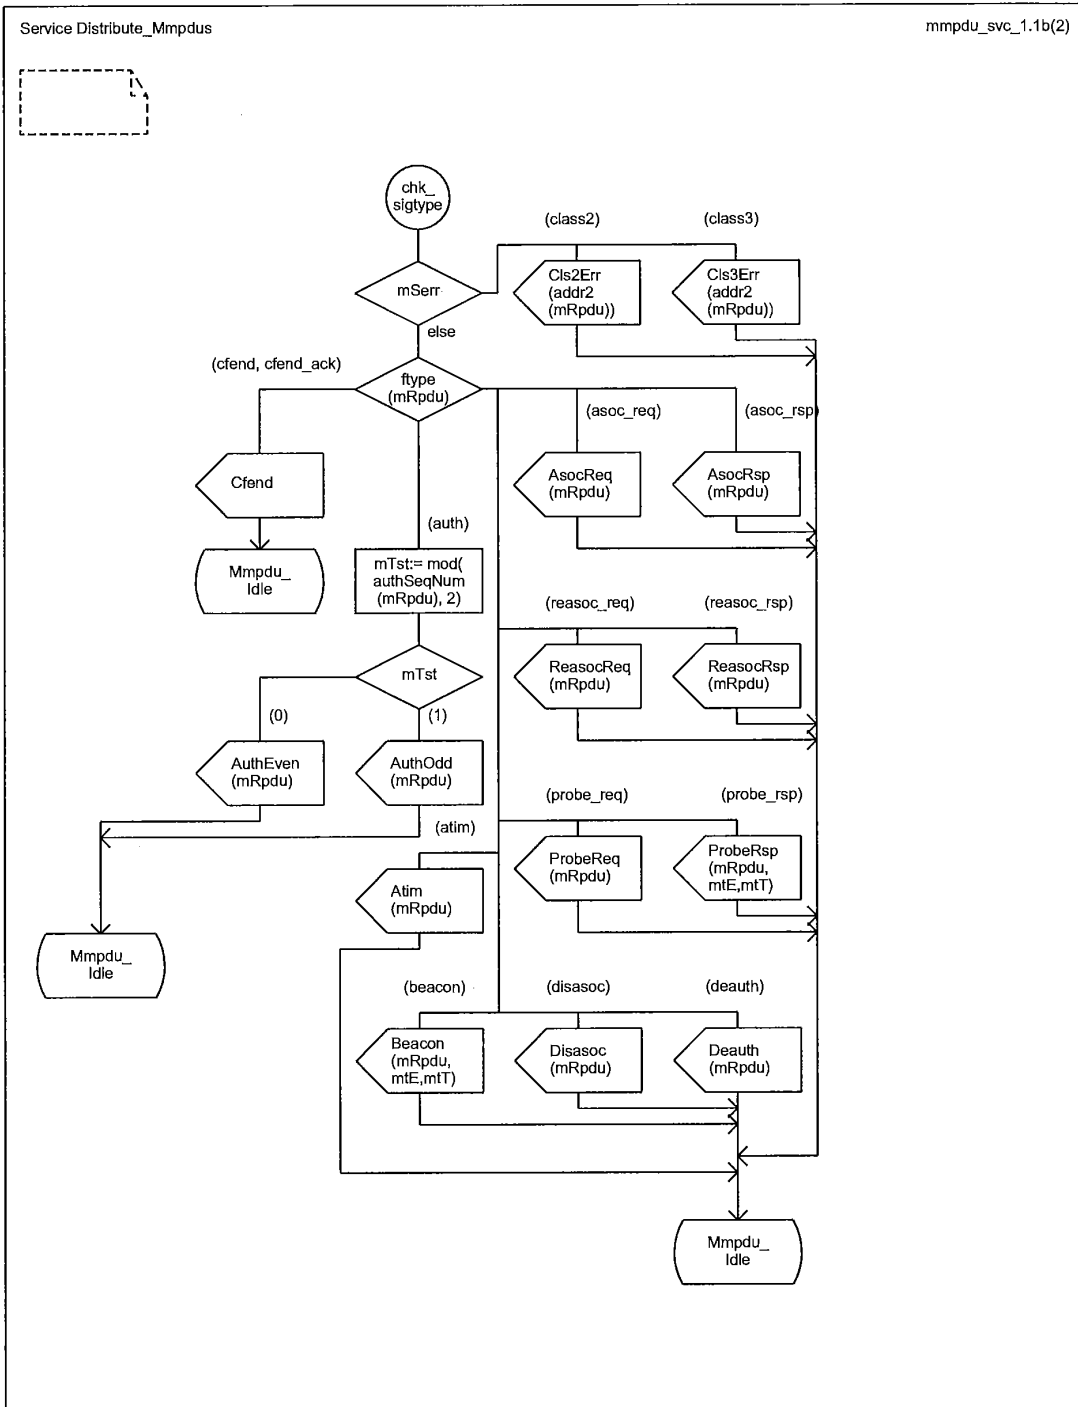 Service Distribute_Mmpdus
mmpdu_svc_1.1b(2)
chk_
sigtype
(class2)
(class3)
mSerr
Cls2Err
(addr2
(mRpdu))
Cls3Err
(addr2
(mRpdu))
else
(cfend, cfend_ack)
ftype
(mRpdu)
(asoc_req)
(asoc_rsp)
Cfend
AsocReq
(mRpdu)
AsocRsp
(mRpdu)
(auth)
Mmpdu_
Idle
mTst:= mod(
authSeqNum
(mRpdu), 2)
(reasoc_req)
(reasoc_rsp)
mTst
ReasocReq
(mRpdu)
ReasocRsp
(mRpdu)
(0)
(1)
AuthEven
(mRpdu)
AuthOdd
(mRpdu)
(probe_req)
(probe_rsp)
(atim)
ProbeReq
(mRpdu)
ProbeRsp
(mRpdu,
mtE,mtT)
Atim
(mRpdu)
Mmpdu_
Idle
(beacon)
(disasoc)
(deauth)
Beacon
(mRpdu,
mtE,mtT)
Disasoc
(mRpdu)
Deauth
(mRpdu)
Mmpdu_
Idle